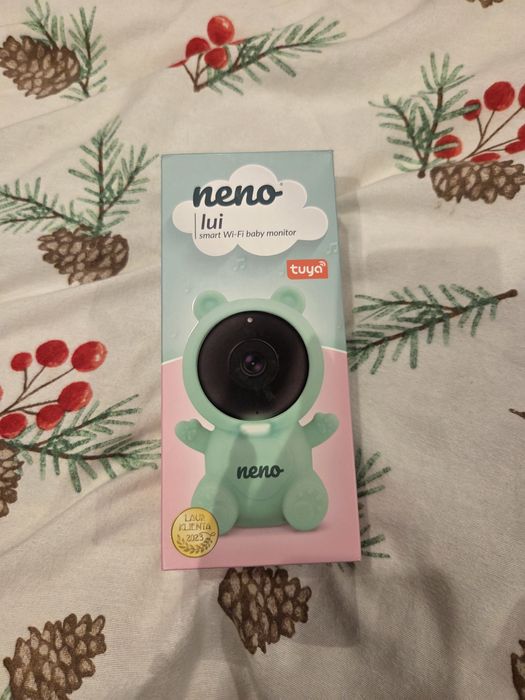 neno
lui
smart Wi-Fi baby monitor
tuya
neno
LAUR
KLIENTA
2023